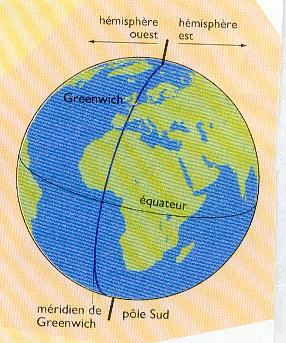 hémisphère
ouest
hémisphère
est
Greenwich
équateur
méridien de
Greenwich
pôle Sud